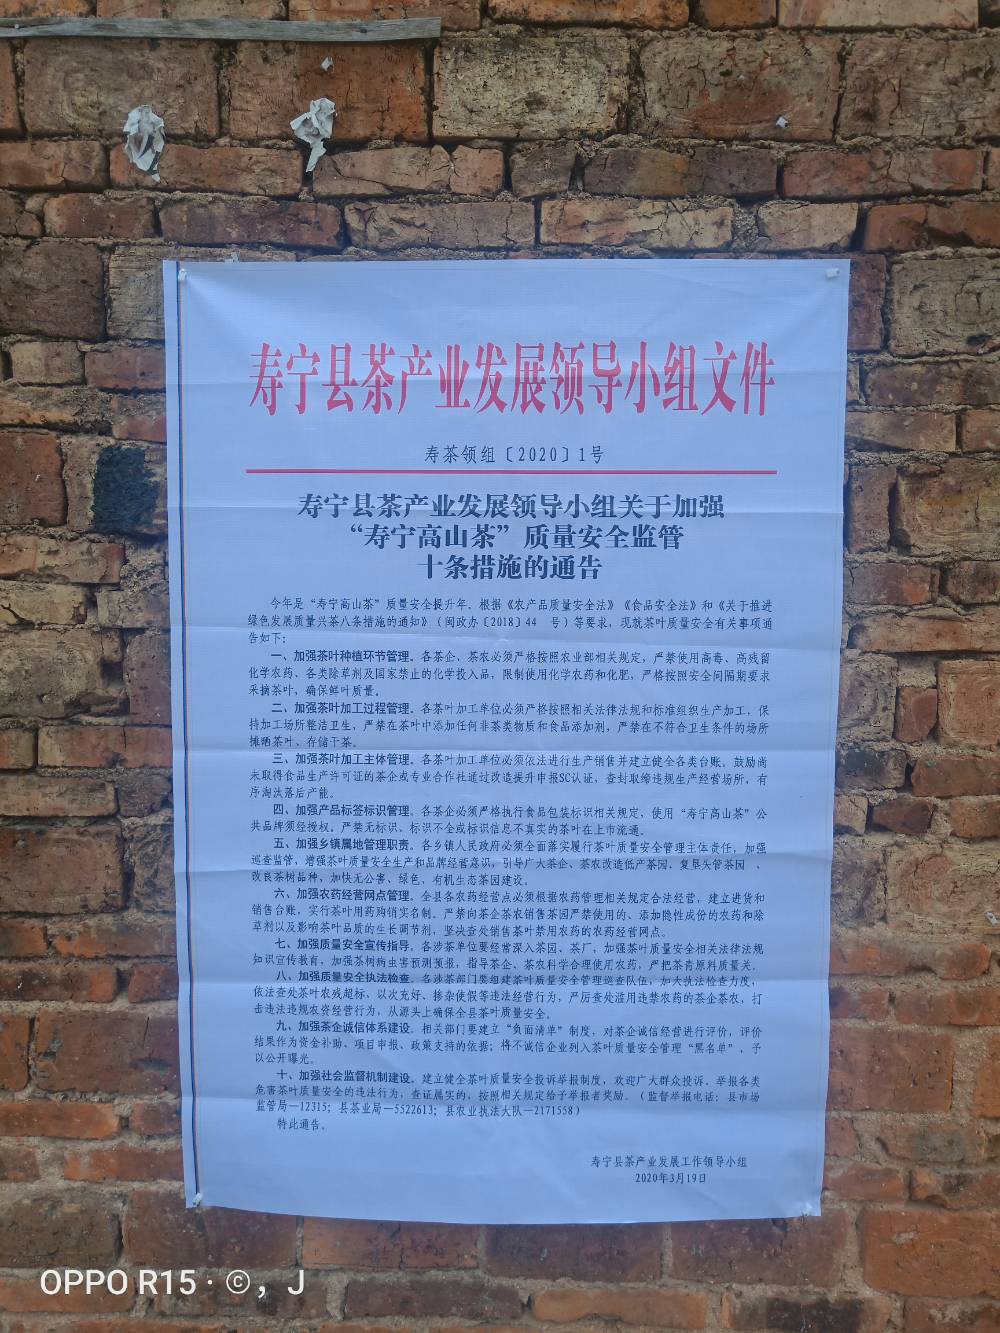 寿宁县茶产业发展领导小组文件
寿茶领组〔2020〕1号
寿宁县茶产业发展领导小组关于加强
“寿宁高山茶”质量安全监管
十条措施的通告
今年是“寿宁高山茶”质量安全提升年。根据《农产品质量安全法》《食品安全法》和《关于推进
绿色发展质量兴茶八条措施的通知》（闽政办〔2018〕44 号）等要求，现就茶叶质量安全有关事项通
告如下：
一、加强茶叶种植环节管理。各茶企、茶农必须严格按照农业部相关规定，严禁使用高毒、高残留
化学农药、各类除草剂及国家禁止的化学投入品，限制使用化学农药和化肥，严格按照安全间隔期要求
采摘茶叶，确保鲜叶质量。
二、加强茶叶加工过程管理。各茶叶加工单位必须严格按照相关法律法规和标准组织生产加工，保
持加工场所整洁卫生，严禁在茶叶中添加任何非茶类物质和食品添加剂，严禁在不符合卫生条件的场所
摊晒茶叶、存储干茶。
三、加强茶叶加工主体管理。各茶叶加工单位必须依法进行生产销售并建立健全各类台账。鼓励尚
未取得食品生产许可证的茶企或专业合作社通过改造提升申报SC认证，查封取缔违规生产经营场所，有
序淘汰落后产能。
四、加强产品标签标识管理。各茶企必须严格执行食品包装标识相关规定，使用“寿宁高山茶”公
共品牌须经授权。严禁无标识、标识不全或标识信息不真实的茶叶在上市流通。
五、加强乡镇属地管理职责。各乡镇人民政府必须全面落实履行茶叶质量安全管理主体责任，加强
巡查监管，增强茶叶质量安全生产和品牌经营意识，引导广大茶企、茶农改造低产茶园、复垦失管茶园 、
改良茶树品种，加快无公害、绿色、有机生态茶园建设。
六、加强农药经营网点管理。全县各农药经营点必须根据农药管理相关规定合法经营，建立进货和
销售台账，实行茶叶用药购销实名制。严禁向茶企茶农销售茶园严禁使用的、添加隐性成份的农药和除
草剂以及影响茶叶品质的生长调节剂，坚决查处销售茶叶禁用农药的农药经营网点。
七、加强质量安全宣传指导。各涉茶单位要经常深入茶园、茶厂，加强茶叶质量安全相关法律法规
知识宣传教育，加强茶树病虫害预测预报，指导茶企、茶农科学合理使用农药，严把茶青原料质量关。
八、加强质量安全执法检查。各涉茶部门要组建茶叶质量安全管理巡查队伍，加大执法检查力度，
依法查处茶叶农残超标、以次充好、掺杂使假等违法经营行为，严厉查处滥用违禁农药的茶企茶农，打
击违法违规农资经营行为，从源头上确保全县茶叶质量安全。
九、加强茶企诚信体系建设。相关部门要建立“负面清单”制度，对茶企诚信经营进行评价，评价
结果作为资金补助、项目申报、政策支持的依据；将不诚信企业列入茶叶质量安全管理“黑名单”，予
以公开曝光。
十、加强社会监督机制建设。建立健全茶叶质量安全投诉举报制度，欢迎广大群众投诉、举报各类
危害茶叶质量安全的违法行为，查证属实的，按照相关规定给予举报者奖励。（监督举报电话：县市场
监管局—12315；县茶业局—5522613；县农业执法大队—2171558）
特此通告。
寿宁县茶产业发展工作领导小组
2020年3月19日
OPPO R15 · ©，J